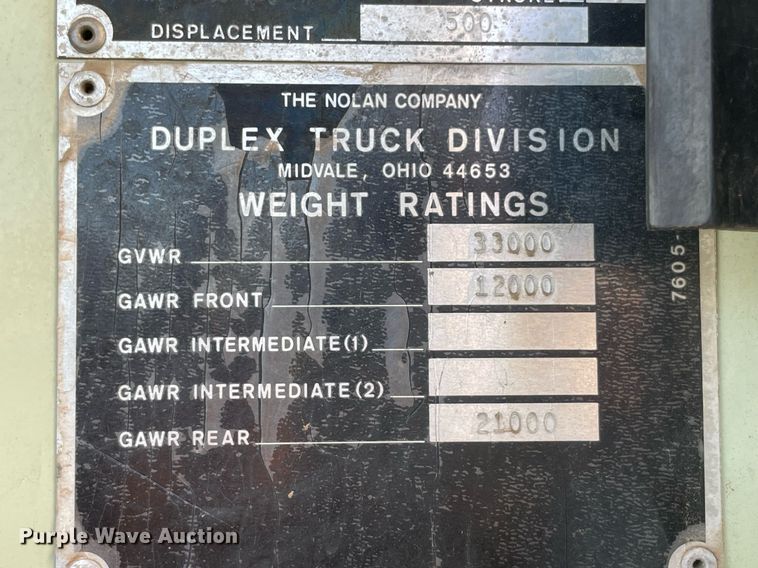 DISPLACEMENT 500
THE NOLAN COMPANY
DUPLEX TRUCK DIVISION
MIDVALE, OHIO 44653
WEIGHT RATINGS
GVWR 33000
GAWR FRONT 12000
GAWR INTERMEDIATE(1)
GAWR INTERMEDIATE(2)
GAWR REAR 21000
7605-
Purple Wave Auction